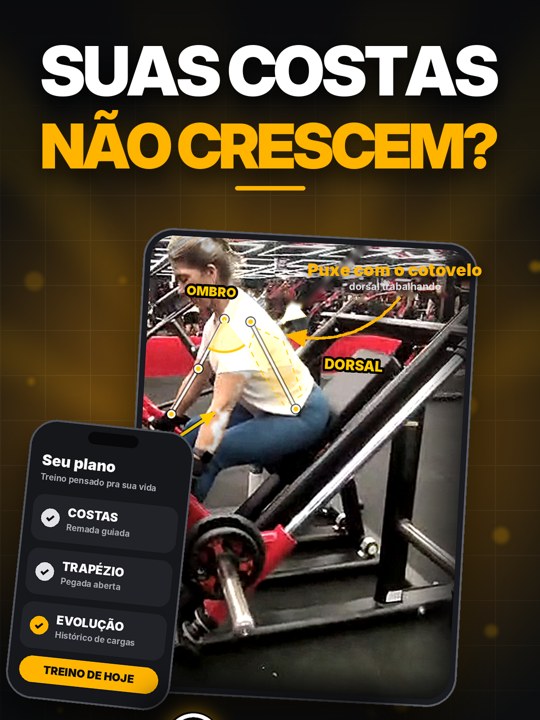 SUAS COSTAS
NÃO CRESCEM?
Puxe com o cotovelo
dorsal trabalhando
OMBRO
DORSAL
Seu plano
Treino pensado pra sua vida
COSTAS
Remada guiada
TRAPÉZIO
Pegada aberta
EVOLUÇÃO
Histórico de cargas
TREINO DE HOJE